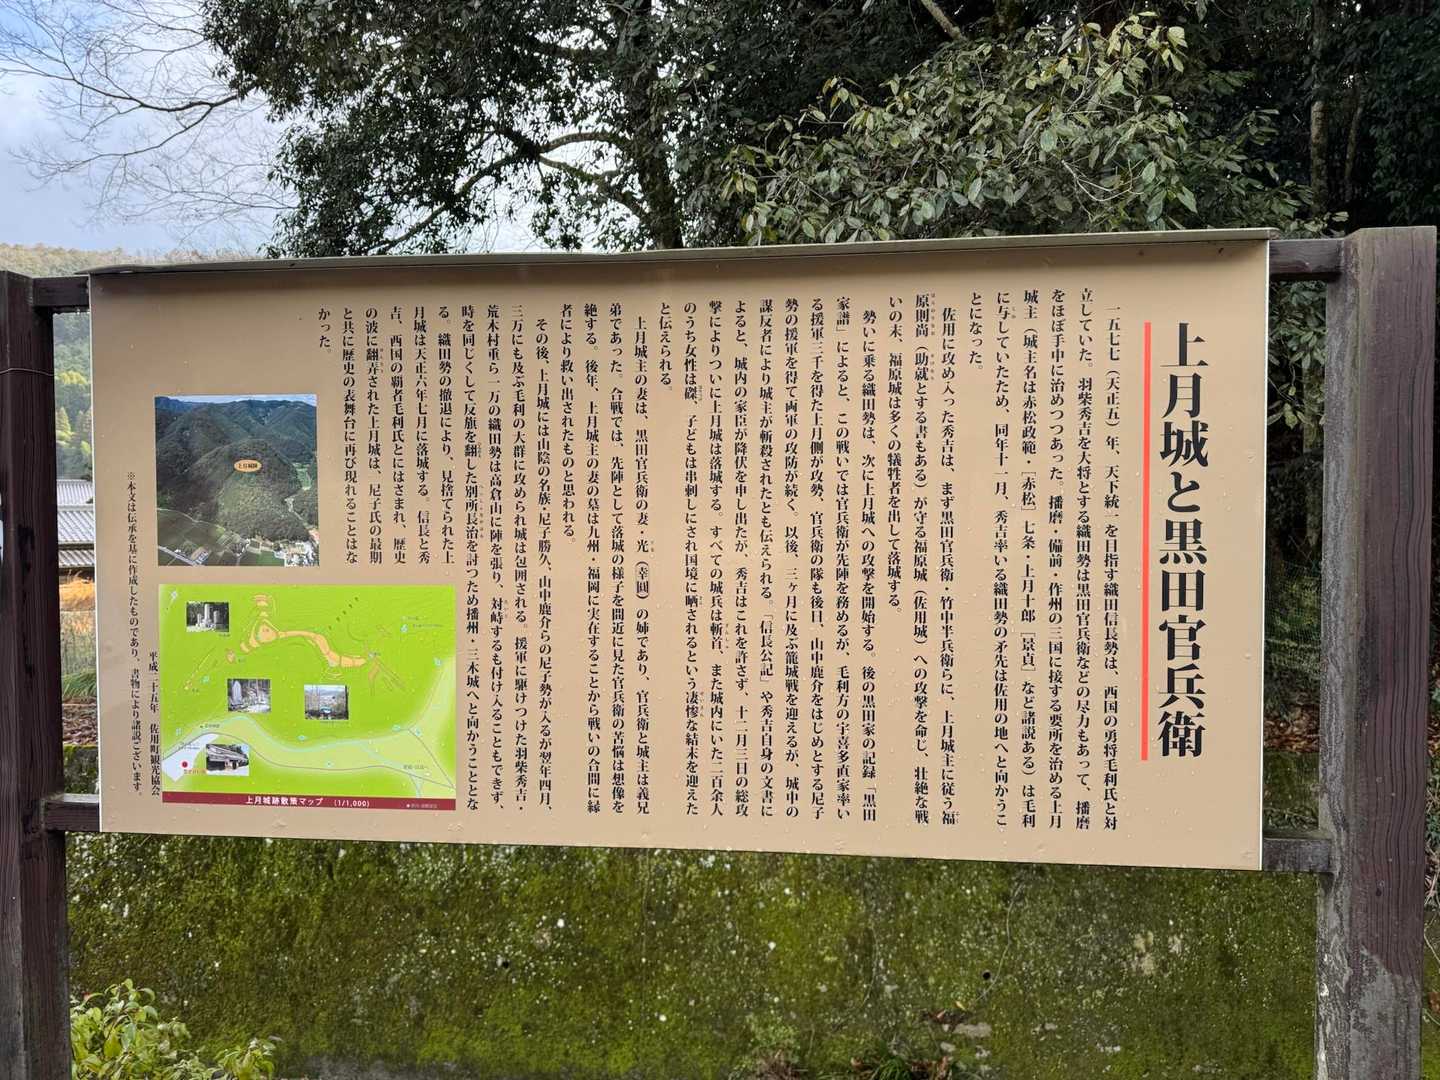 上月城と黒田官兵衛
一五七七（天正五）年、天下統一を目指す織田信長勢は、西国の勇将毛利氏と対
立していた。羽柴秀吉を大将とする織田勢は黒田官兵衛などの尽力もあって、播磨
をほぼ手中に治めつつあった。播磨・備前・作州の三国に接する要所を治める上月
城主（城主名は赤松政範・［赤松］七条・上月十郎［景貞］など諸説ある）は毛利
に与していたため、同年十一月、秀吉率いる織田勢の矛先は佐用の地へと向かうこ
とになった。
佐用に攻め入った秀吉は、まず黒田官兵衛・竹中半兵衛らに、上月城主に従う福
原則尚（助就とする書もある）が守る福原城（佐用城）への攻撃を命じ、壮絶な戦
いの末、福原城は多くの犠牲者を出して落城する。
勢いに乗る織田勢は、次に上月城への攻撃を開始する。後の黒田家の記録「黒田
家譜」によると、この戦いでは官兵衛が先陣を務めるが、毛利方の宇喜多直家率い
る援軍三千を得た上月側が攻勢、官兵衛の隊も後日、山中鹿介をはじめとする尼子
勢の援軍を得て両軍の攻防が続く。以後、三ヶ月に及ぶ籠城戦を迎えるが、城中の
謀反者により城主が斬殺されたとも伝えられる。「信長公記」や秀吉自身の文書に
よると、城内の家臣が降伏を申し出たが、秀吉はこれを許さず、十二月三日の総攻
撃によりついに上月城は落城する。すべての城兵は斬首、また城内にいた二百余人
のうち女性は磔、子どもは串刺しにされ国境に晒されるという凄惨な結末を迎えた
と伝えられる。
上月城主の妻は、黒田官兵衛の妻・光（幸圓）の姉であり、官兵衛と城主は義兄
弟であった。合戦では、先陣として落城の様子を間近に見た官兵衛の苦悩は想像を
絶する。後年、上月城主の妻の墓は九州・福岡に実在することから戦いの合間に縁
者により救い出されたものと思われる。
その後、上月城には山陰の名族・尼子勝久、山中鹿介らの尼子勢が入るが翌年四月、
三万にも及ぶ毛利の大群に攻められ城は包囲される。援軍に駆けつけた羽柴秀吉・
荒木村重ら一万の織田勢は高倉山に陣を張り、対峙するも付け入ることもできず、
時を同じくして反旗を翻した別所長治を討つため播州・三木城へと向かうこととな
る。織田勢の撤退により、見捨てられた上
月城は天正六年七月に落城する。信長と秀
吉、西国の覇者毛利氏とにはさまれ、歴史
の波に翻弄された上月城は、尼子氏の最期
と共に歴史の表舞台に再び現れることはな
かった。
平成二十五年　佐用町観光協会
※本文は伝承を基に作成したものであり、書物により諸説ございます。
上月城跡
上月城跡散策マップ　（1/1,000）